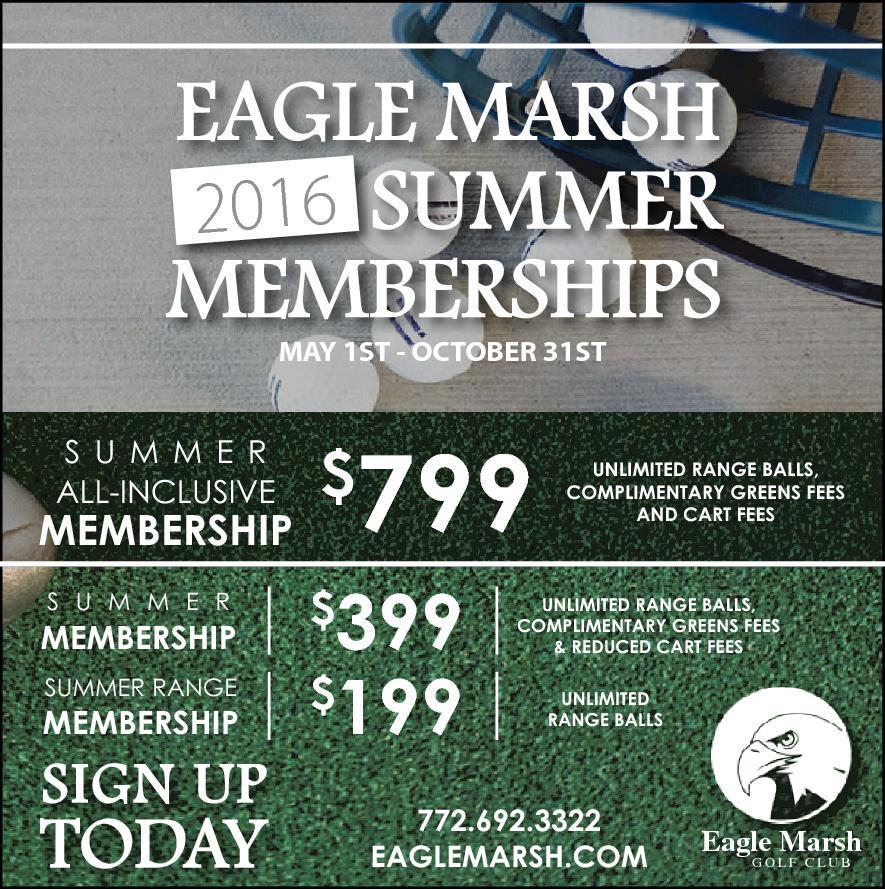 EAGLE MARSH
2016 SUMMER
MEMBERSHIPS
MAY 1ST - OCTOBER 31ST
SUMMER
ALL-INCLUSIVE
MEMBERSHIP
$799
UNLIMITED RANGE BALLS,
COMPLIMENTARY GREENS FEES
AND CART FEES
SUMMER
MEMBERSHIP
$399
UNLIMITED RANGE BALLS,
COMPLIMENTARY GREENS FEES
& REDUCED CART FEES
SUMMER RANGE
MEMBERSHIP
$199
UNLIMITED
RANGE BALLS
SIGN UP
TODAY
772.692.3322
EAGLEMARSH.COM
Eagle Marsh
GOLF CLUB